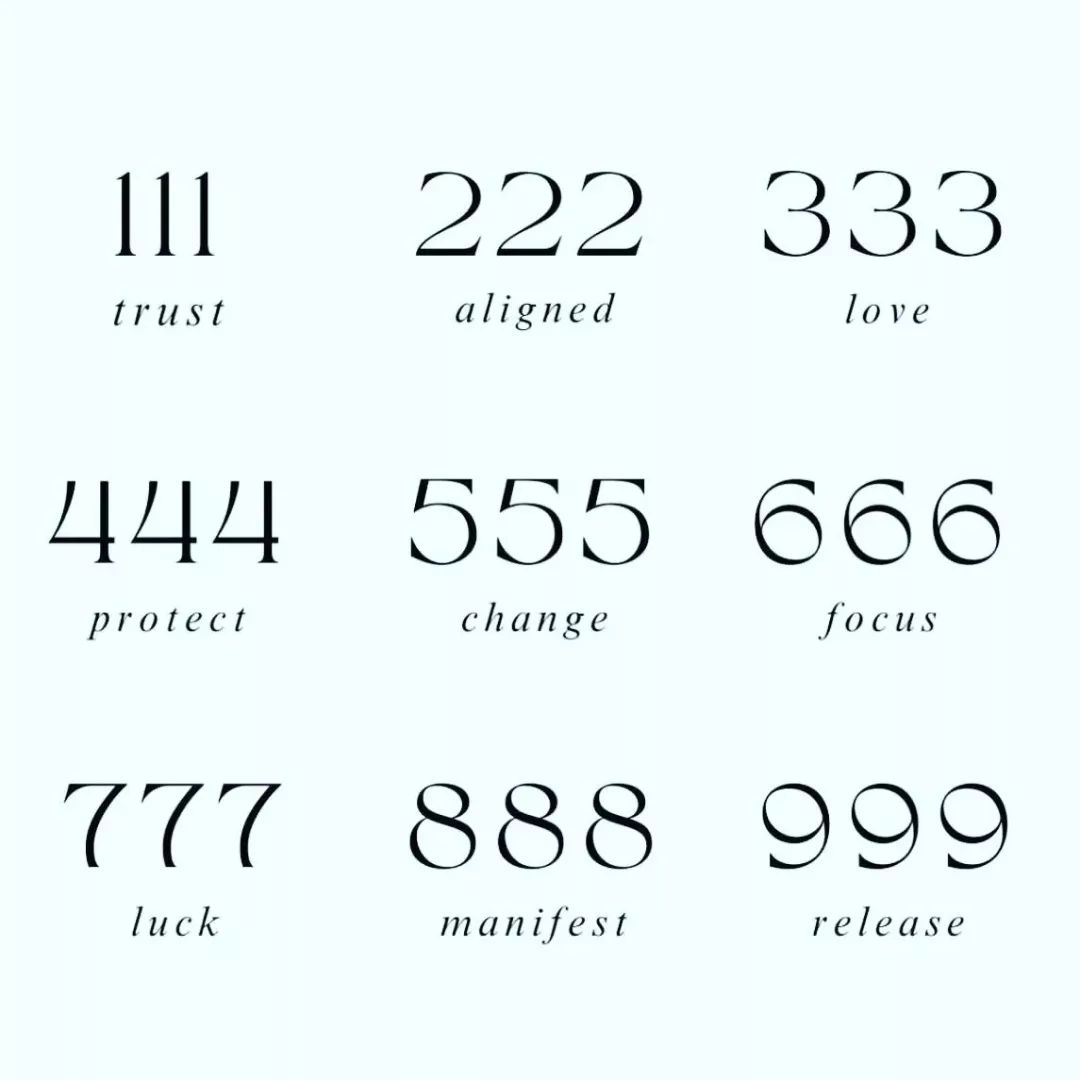 111 222 333
trust aligned love
444 555 666
protect change focus
777 888 999
luck manifest release